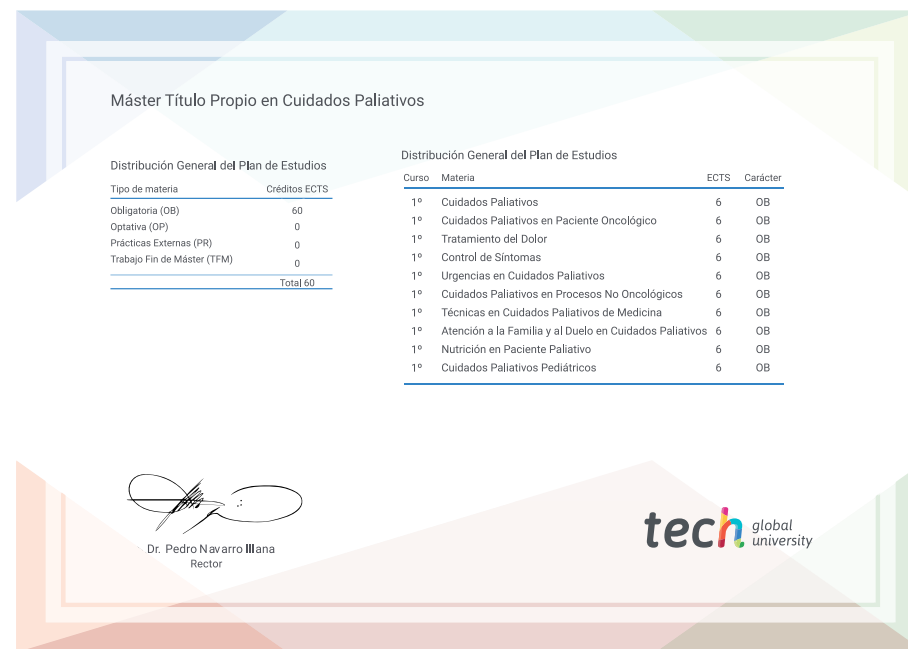 Máster Título Propio en Cuidados Paliativos
Distribución General del Plan de Estudios
Tipo de materia Créditos ECTS
Obligatoria (OB) 60
Optativa (OP) 0
Prácticas Externas (PR) 0
Trabajo Fin de Máster (TFM) 0
Total 60
Distribución General del Plan de Estudios
Curso Materia ECTS Carácter
1º Cuidados Paliativos 6 OB
1º Cuidados Paliativos en Paciente Oncológico 6 OB
1º Tratamiento del Dolor 6 OB
1º Control de Síntomas 6 OB
1º Urgencias en Cuidados Paliativos 6 OB
1º Cuidados Paliativos en Procesos No Oncológicos 6 OB
1º Técnicas en Cuidados Paliativos de Medicina 6 OB
1º Atención a la Familia y al Duelo en Cuidados Paliativos 6 OB
1º Nutrición en Paciente Paliativo 6 OB
1º Cuidados Paliativos Pediátricos 6 OB
Dr. Pedro Navarro Illana
Rector
tech global
university